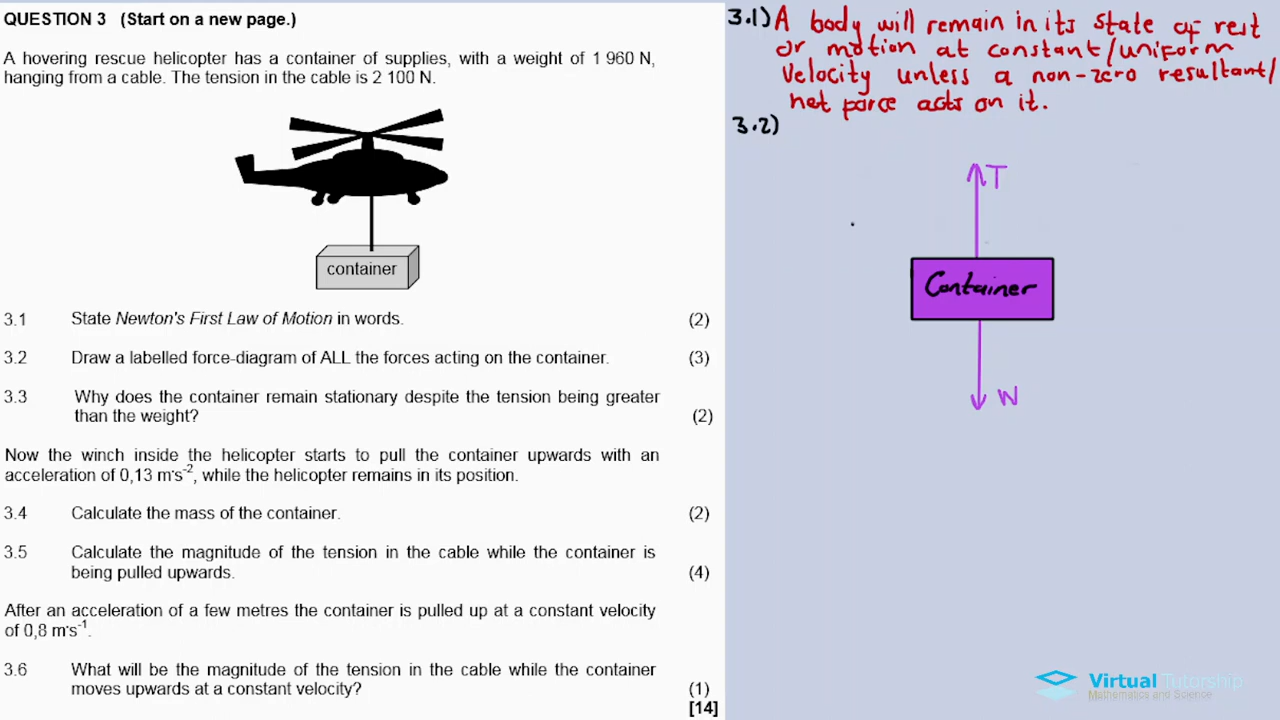 QUESTION 3 (Start on a new page.)
A hovering rescue helicopter has a container of supplies, with a weight of 1 960 N,
hanging from a cable. The tension in the cable is 2 100 N.
container
3.1 State Newton's First Law of Motion in words. (2)
3.2 Draw a labelled force-diagram of ALL the forces acting on the container. (3)
3.3 Why does the container remain stationary despite the tension being greater
than the weight? (2)
Now the winch inside the helicopter starts to pull the container upwards with an
acceleration of 0,13 m·s⁻², while the helicopter remains in its position.
3.4 Calculate the mass of the container. (2)
3.5 Calculate the magnitude of the tension in the cable while the container is
being pulled upwards. (4)
After an acceleration of a few metres the container is pulled up at a constant velocity
of 0,8 m·s⁻¹.
3.6 What will be the magnitude of the tension in the cable while the container
moves upwards at a constant velocity? (1)
[14]
3.1) A body will remain in its state of rest
or motion at constant/uniform
velocity unless a non-zero resultant/
net force acts on it.
3.2)
T
Container
W
Virtual Tutorship
Mathematics and Science